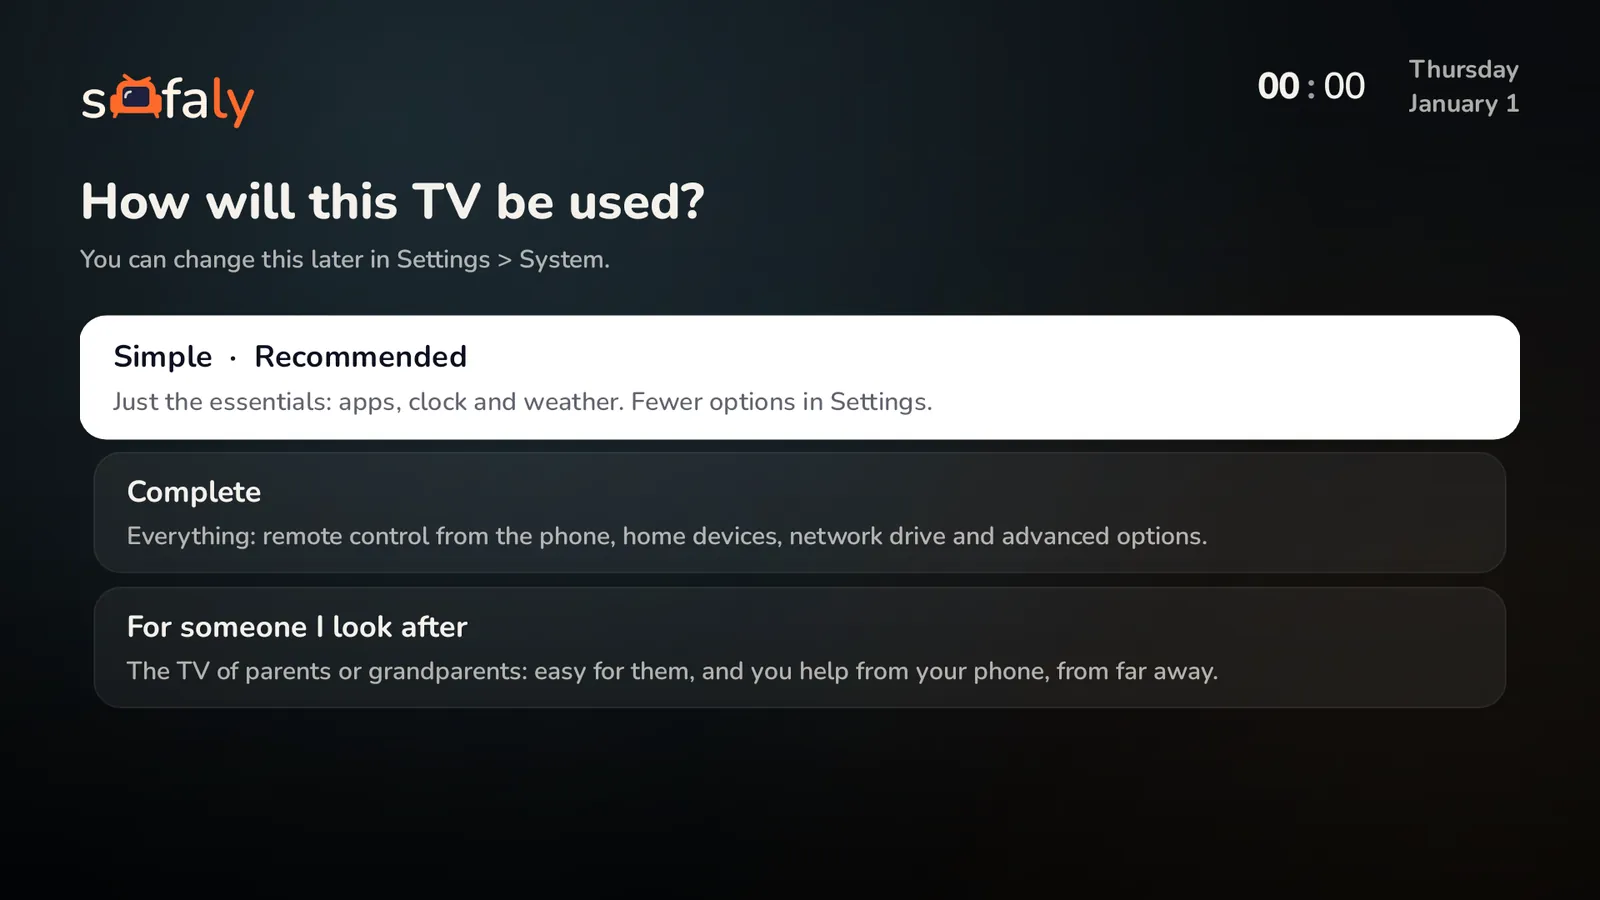 sofaly
00:00
Thursday
January 1
How will this TV be used?
You can change this later in Settings > System.
Simple · Recommended
Just the essentials: apps, clock and weather. Fewer options in Settings.
Complete
Everything: remote control from the phone, home devices, network drive and advanced options.
For someone I look after
The TV of parents or grandparents: easy for them, and you help from your phone, from far away.